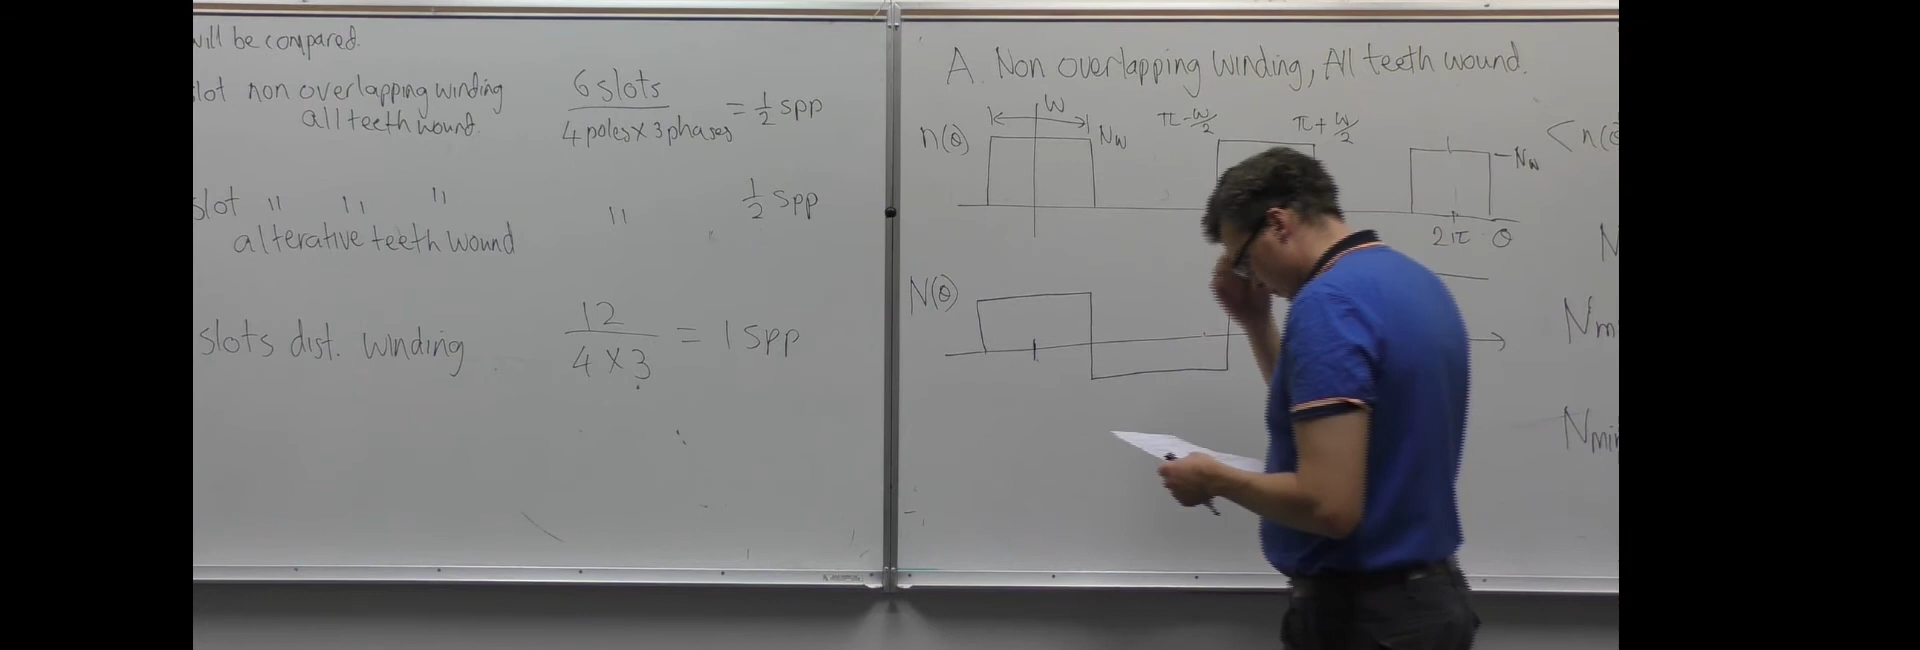 will be compared.
slot non overlapping winding
all teeth wound.
6 slots
4 poles x 3 phases
= 1/2 spp
slot " " "
alterative teeth wound
"
1/2 spp
slots dist. winding
12
4 x 3
= 1 spp
A. Non overlapping winding, All teeth wound.
W
n(θ)
Nw
π - w/2
π + w/2
Nw
2π θ
< n(θ
N
N(θ)
Nm
Nmin